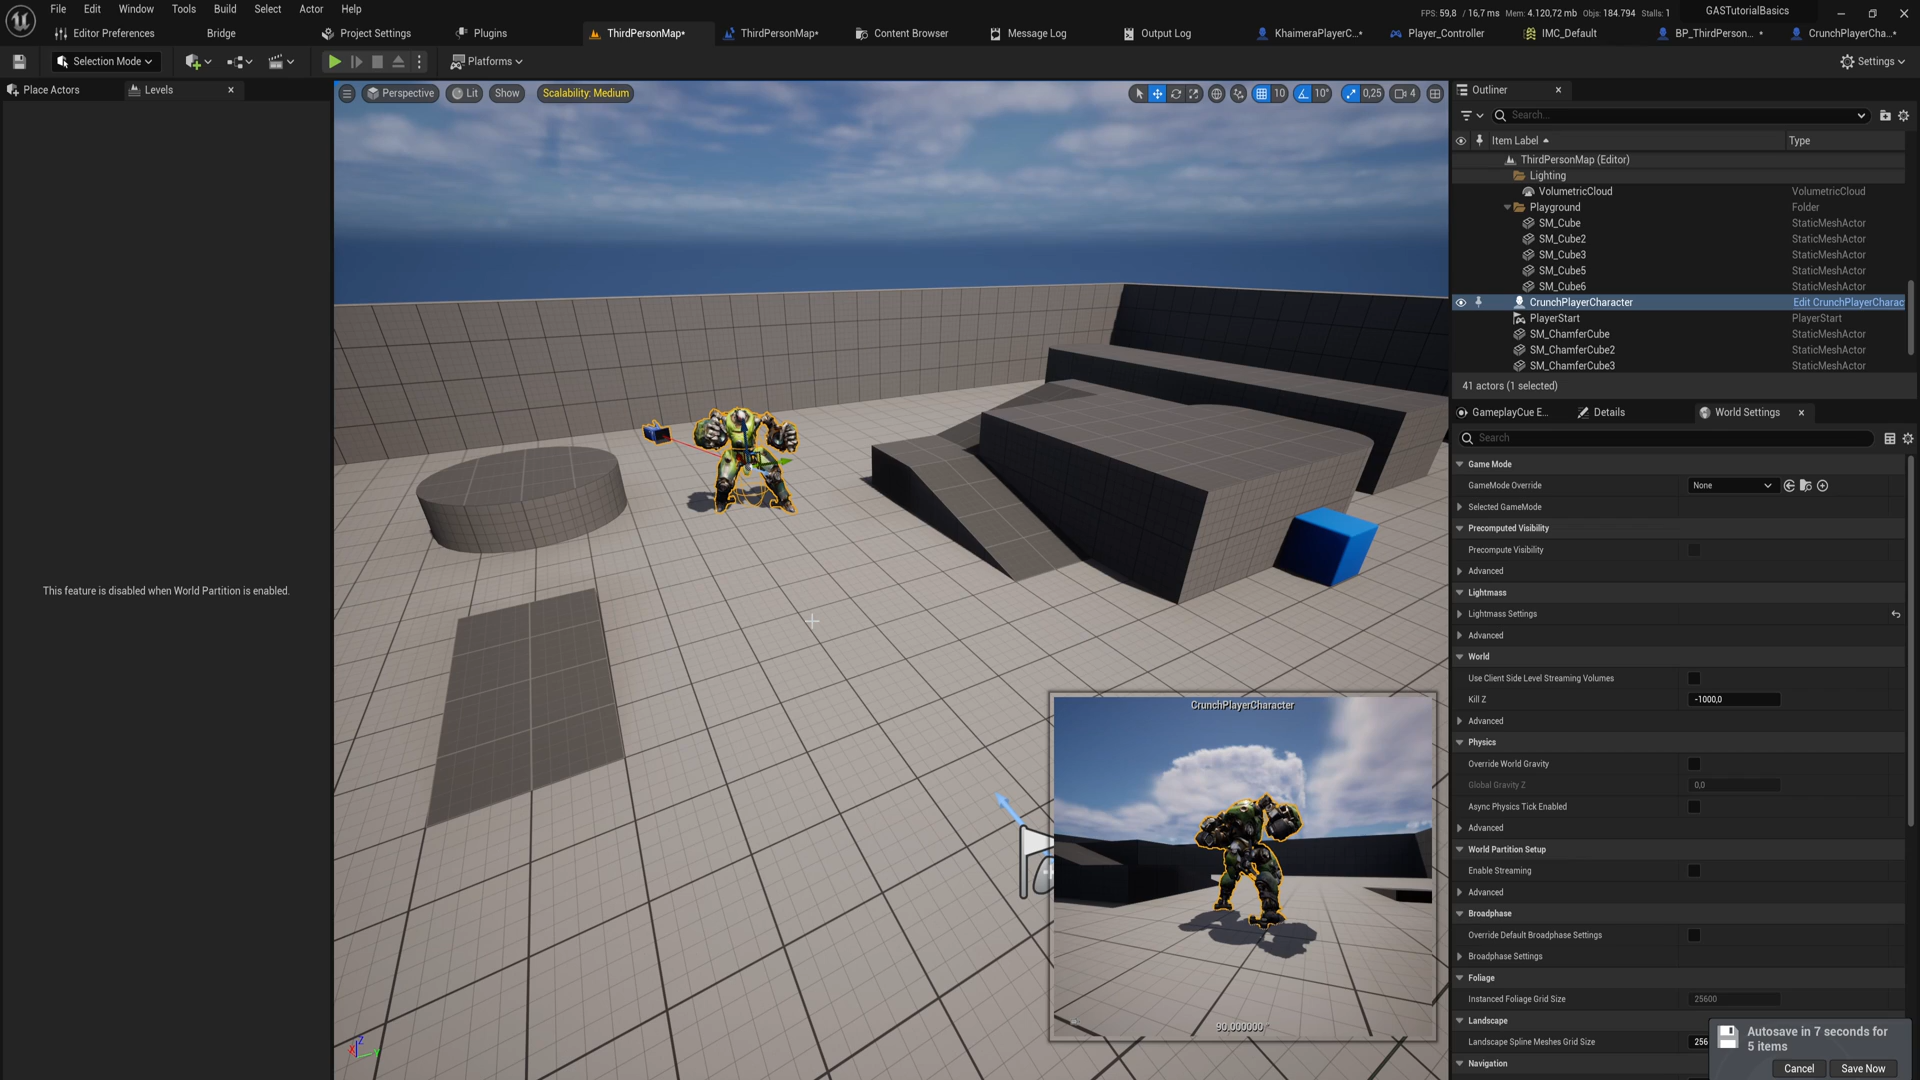 File Edit Window Tools Build Select Actor Help
FPS: 59,8 / 16,7 ms Mem: 4.120,72 mb Objs: 184.794 Stalls: 1
GASTutorialBasics
Editor Preferences
Bridge
Project Settings
Plugins
ThirdPersonMap*
ThirdPersonMap*
Content Browser
Message Log
Output Log
KhaimeraPlayerC...*
Player_Controller
IMC_Default
BP_ThirdPerson... *
CrunchPlayerCha...*
Selection Mode
Platforms
Settings
Place Actors
Levels
This feature is disabled when World Partition is enabled.
Perspective
Lit
Show
Scalability: Medium
10
10°
0,25
4
CrunchPlayerCharacter
90.000000 °
Outliner
Search...
Item Label
Type
ThirdPersonMap (Editor)
Lighting
VolumetricCloud VolumetricCloud
Playground Folder
SM_Cube StaticMeshActor
SM_Cube2 StaticMeshActor
SM_Cube3 StaticMeshActor
SM_Cube5 StaticMeshActor
SM_Cube6 StaticMeshActor
CrunchPlayerCharacter Edit CrunchPlayerCharac
PlayerStart PlayerStart
SM_ChamferCube StaticMeshActor
SM_ChamferCube2 StaticMeshActor
SM_ChamferCube3 StaticMeshActor
41 actors (1 selected)
GameplayCue E...
Details
World Settings
Search
Game Mode
GameMode Override None
Selected GameMode
Precomputed Visibility
Precompute Visibility
Advanced
Lightmass
Lightmass Settings
Advanced
World
Use Client Side Level Streaming Volumes
Kill Z -1000,0
Advanced
Physics
Override World Gravity
Global Gravity Z 0,0
Async Physics Tick Enabled
Advanced
World Partition Setup
Enable Streaming
Advanced
Broadphase
Override Default Broadphase Settings
Broadphase Settings
Foliage
Instanced Foliage Grid Size 25600
Landscape
Landscape Spline Meshes Grid Size 256
Navigation
Autosave in 7 seconds for
5 items
Cancel
Save Now
Z
X
Y